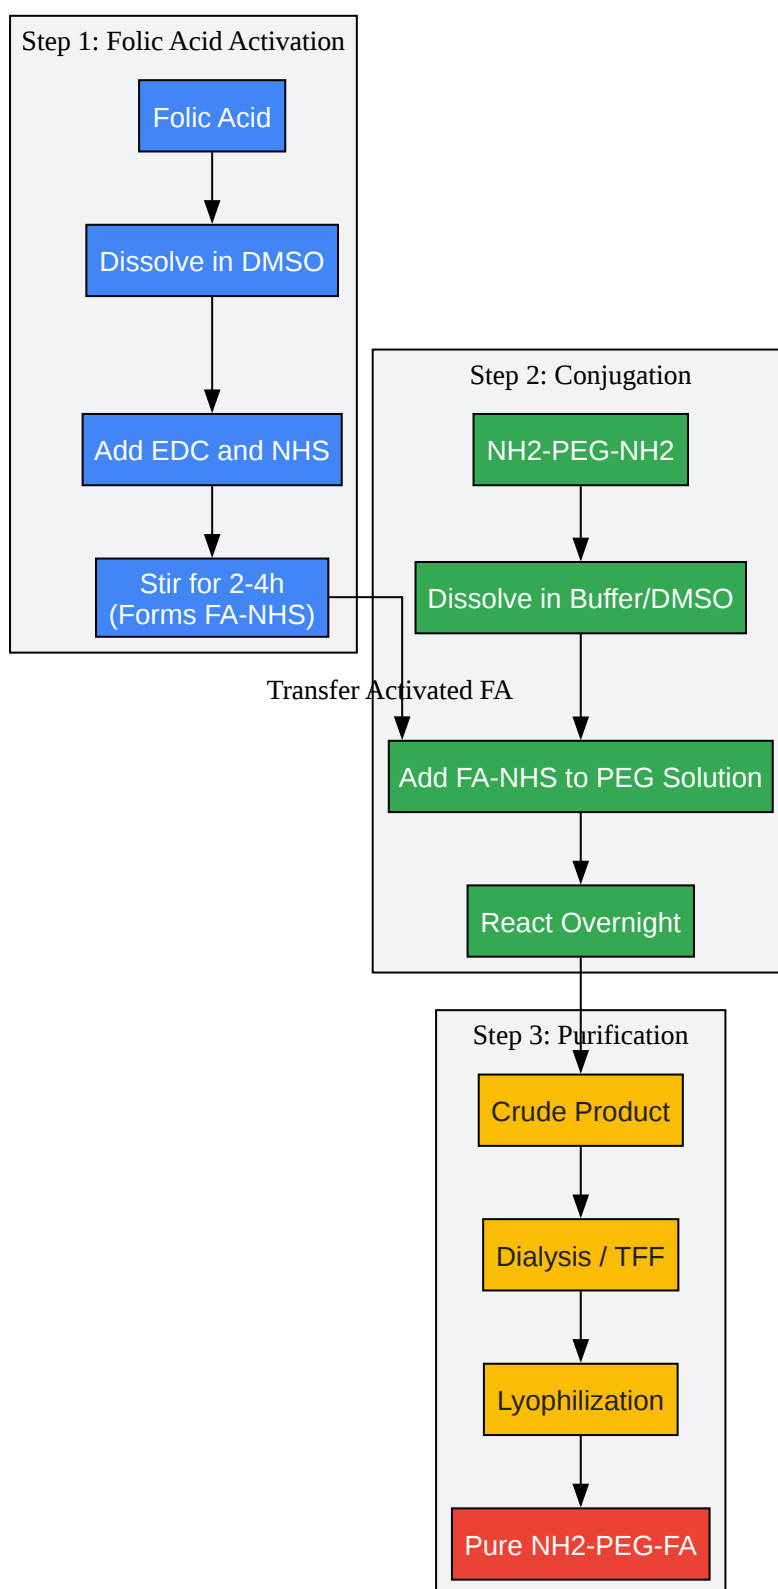 Step 1: Folic Acid Activation
Folic Acid
Dissolve in DMSO
Add EDC and NHS
Stir for 2-4h
(Forms FA-NHS)
Transfer Activated FA
Step 2: Conjugation
NH2-PEG-NH2
Dissolve in Buffer/DMSO
Add FA-NHS to PEG Solution
React Overnight
Step 3: Purification
Crude Product
Dialysis / TFF
Lyophilization
Pure NH2-PEG-FA